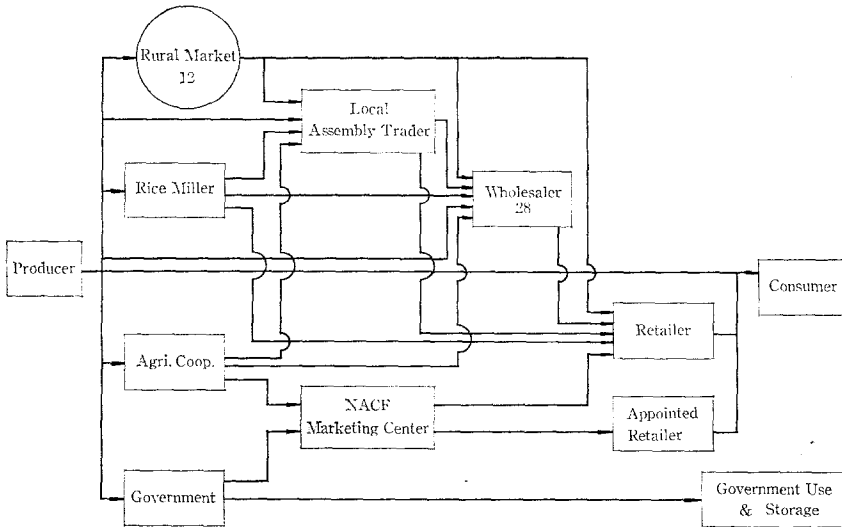 Rural Market
12
Local
Assembly Trader
Rice Miller
Wholesaler
28
Producer
Consumer
Retailer
Agri. Coop.
NACF
Marketing Center
Appointed
Retailer
Government
Government Use
& Storage